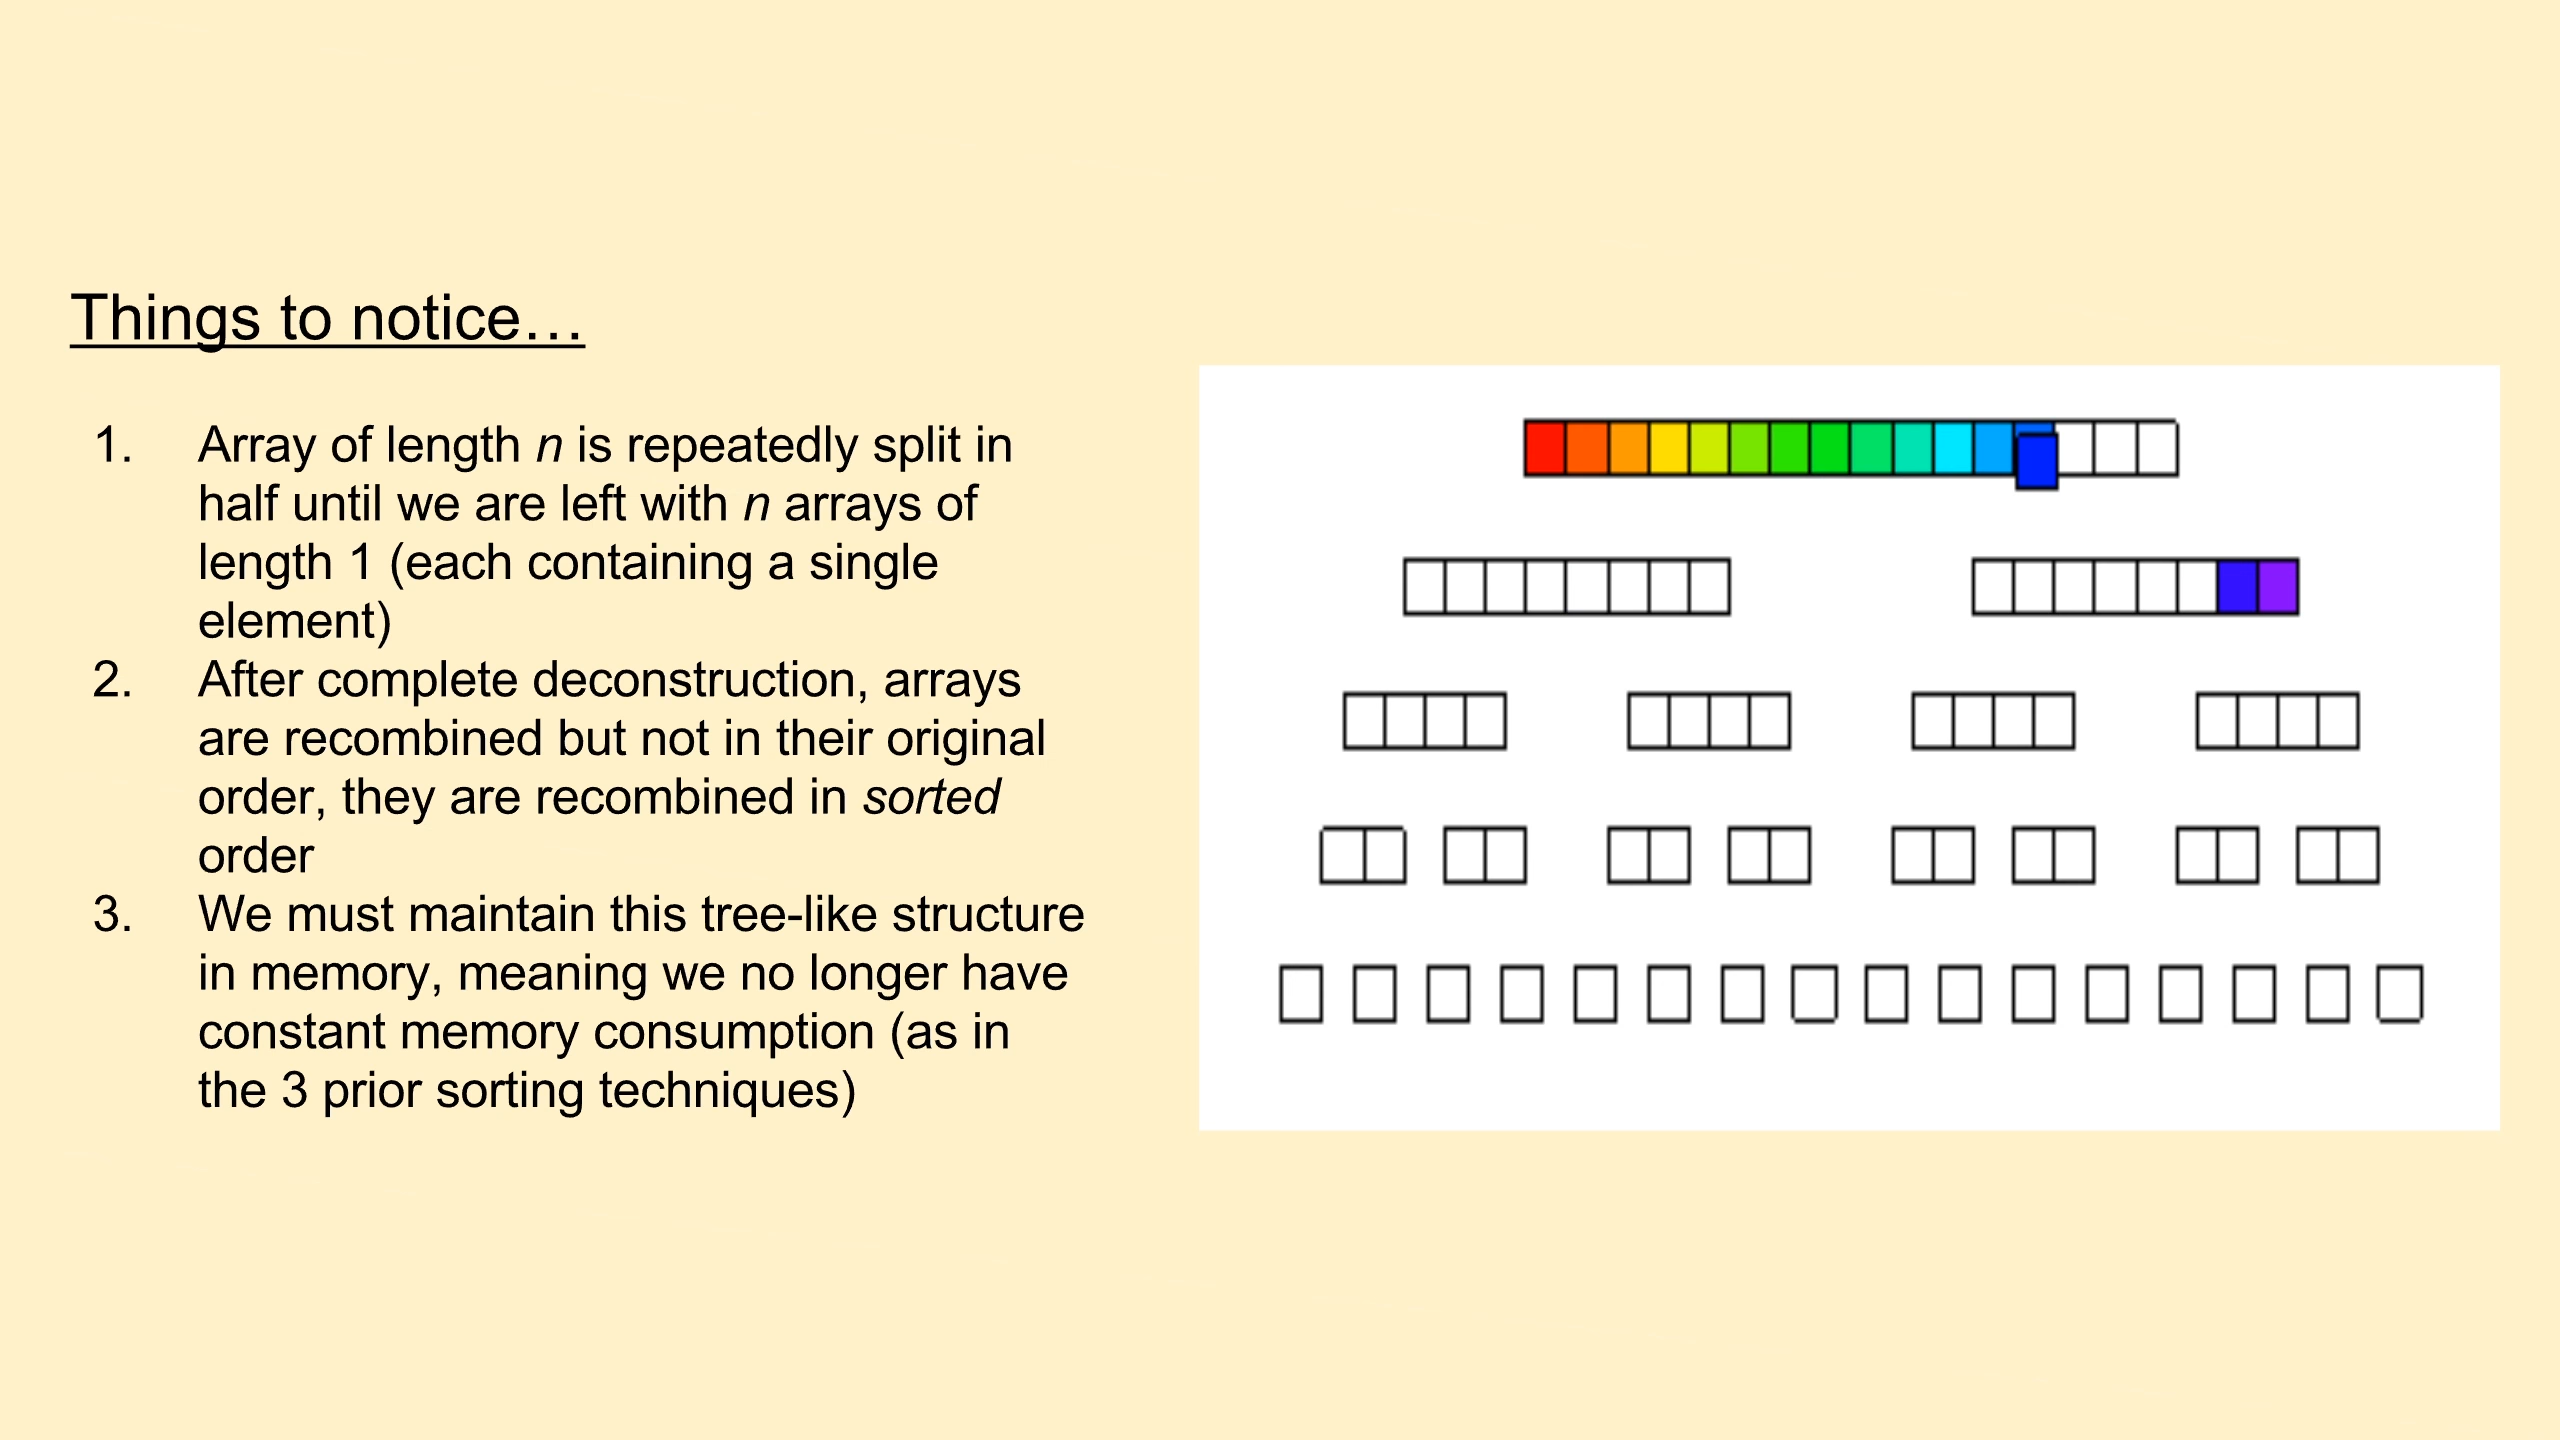 Things to notice…
1. Array of length n is repeatedly split in
half until we are left with n arrays of
length 1 (each containing a single
element)
2. After complete deconstruction, arrays
are recombined but not in their original
order, they are recombined in sorted
order
3. We must maintain this tree-like structure
in memory, meaning we no longer have
constant memory consumption (as in
the 3 prior sorting techniques)